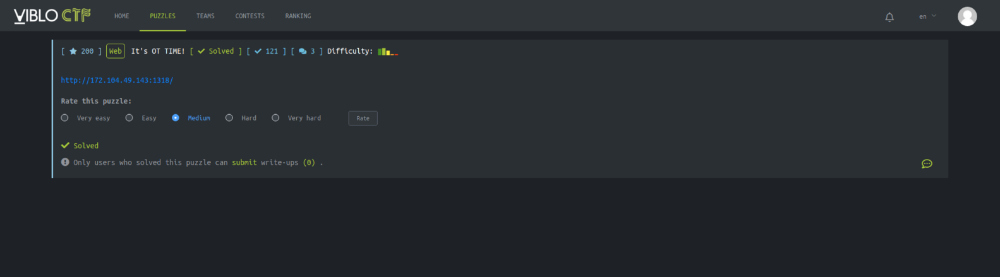 VIBLO CTF HOME PUZZLES TEAMS CONTESTS RANKING en
[ 200 ] Web It's OT TIME! [ Solved ] [ 121 ] [ 3 ] Difficulty:
http://172.104.49.143:1318/
Rate this puzzle:
Very easy Easy Medium Hard Very hard Rate
Solved
Only users who solved this puzzle can submit write-ups (0) .